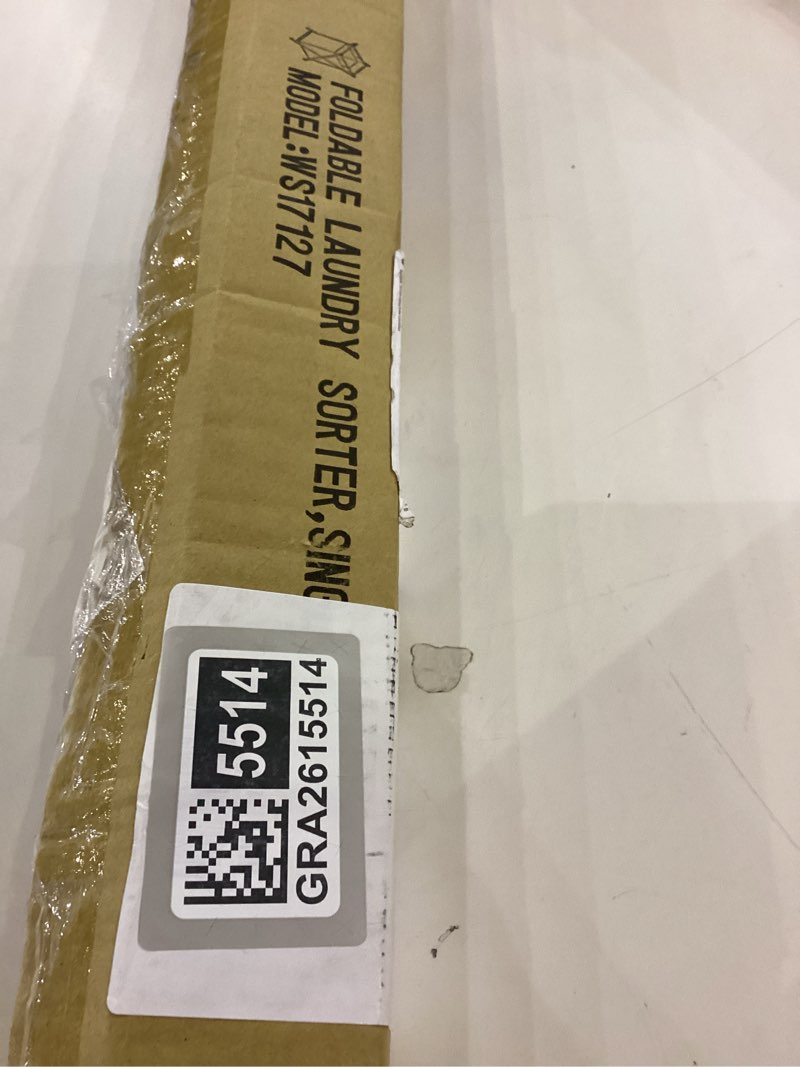 FOLDABLE LAUNDRY SORTER,SING
MODEL:WS17127
5514
GRA2615514